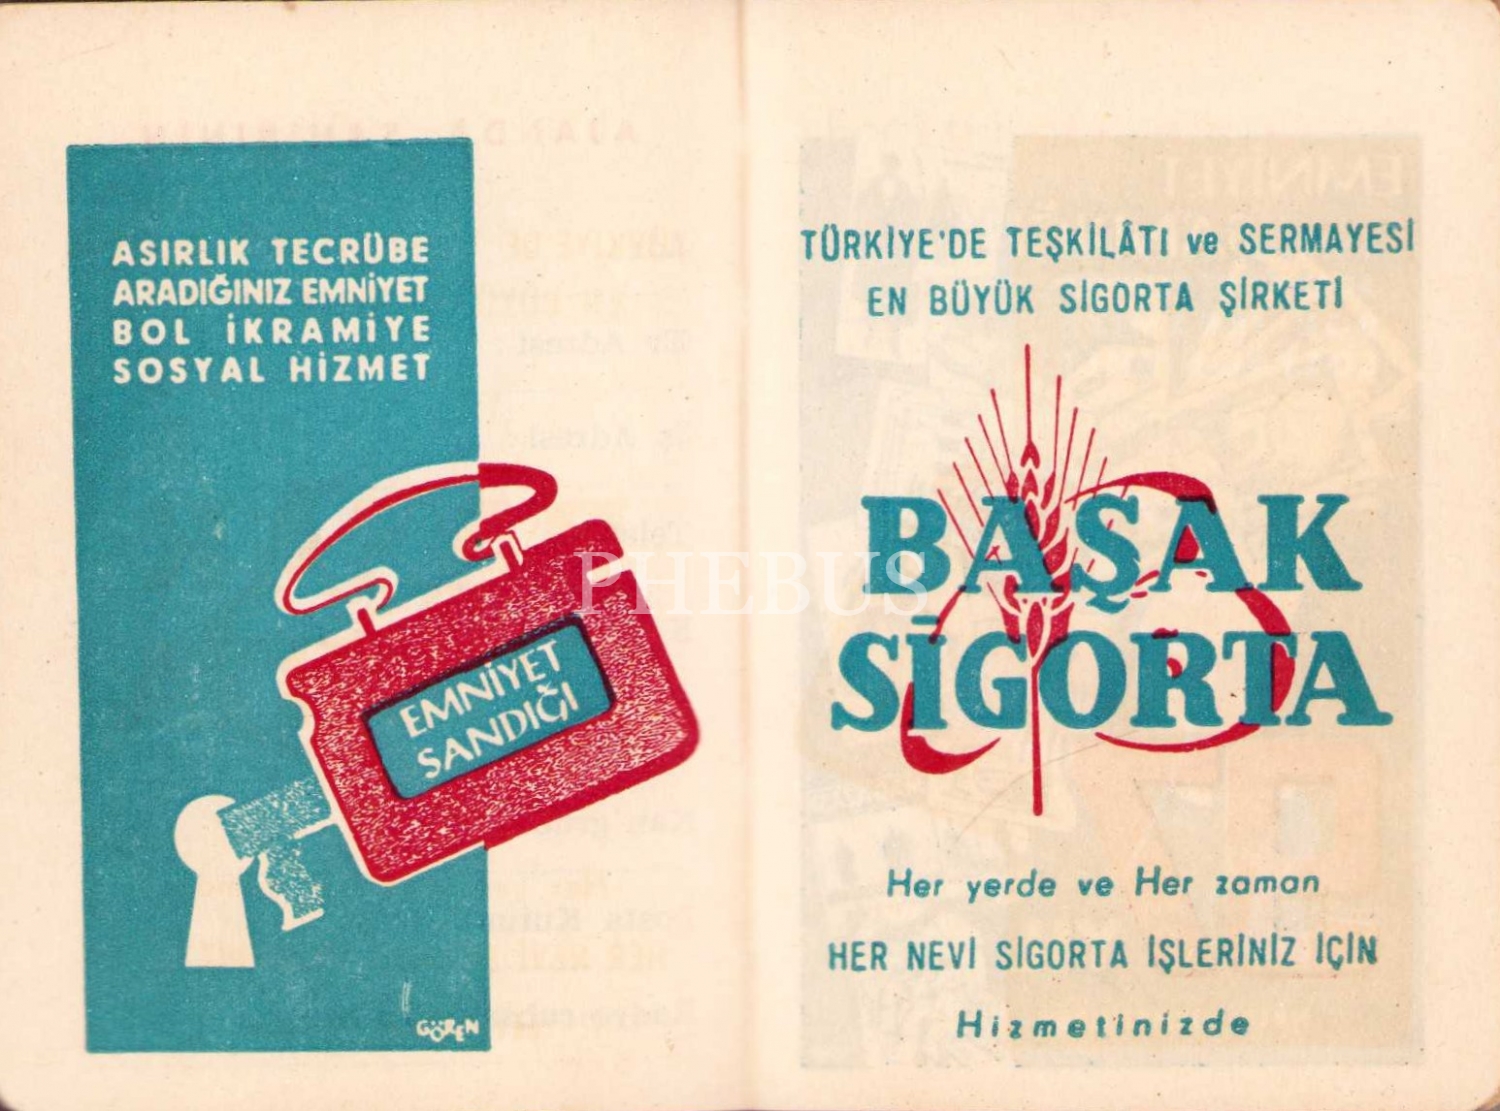 ASIRLIK TECRÜBE
ARADIĞINIZ EMNİYET
BOL İKRAMİYE
SOSYAL HİZMET
EMNİYET
SANDIĞI
GÖREN
TÜRKİYE'DE TEŞKİLÂTI ve SERMAYESİ
EN BÜYÜK SİGORTA ŞİRKETİ
BAŞAK
SİGORTA
Her yerde ve Her zaman
HER NEVİ SİGORTA İŞLERİNİZ İÇİN
Hizmetinizde
PHEBUS